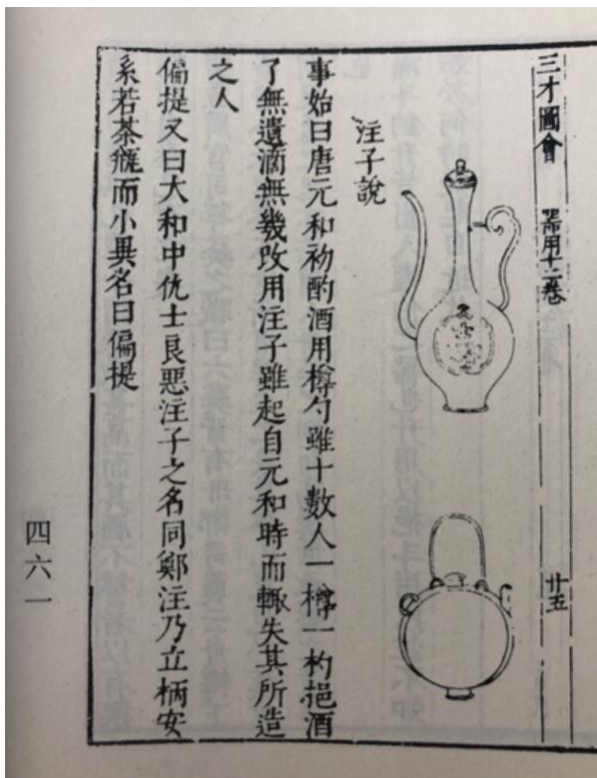 三才圖會
器用十二卷
廿五
注子說
事始曰唐元和初酌酒用樽勺雖十數人一樽一杓挹酒
了無遺滴無幾改用注子雖起自元和時而輒失其所造
之人
偏提又曰大和中仇士良惡注子之名同鄭注乃立柄安
系若茶瓶而小異名曰偏提
四六一